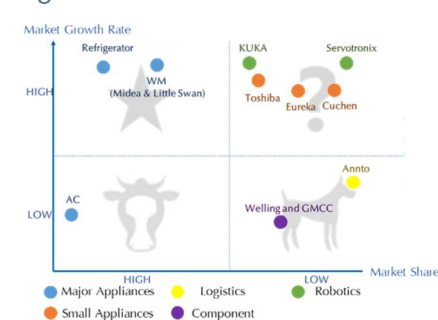 Market Growth Rate
Refrigerator
KUKA
Servotronix
WM
(Midea & Little Swan)
HIGH
Toshiba
Eureka
Cuchen
?
Annto
AC
Welling and GMCC
LOW
Market Share
HIGH
LOW
Major Appliances
Logistics
Robotics
Small Appliances
Component